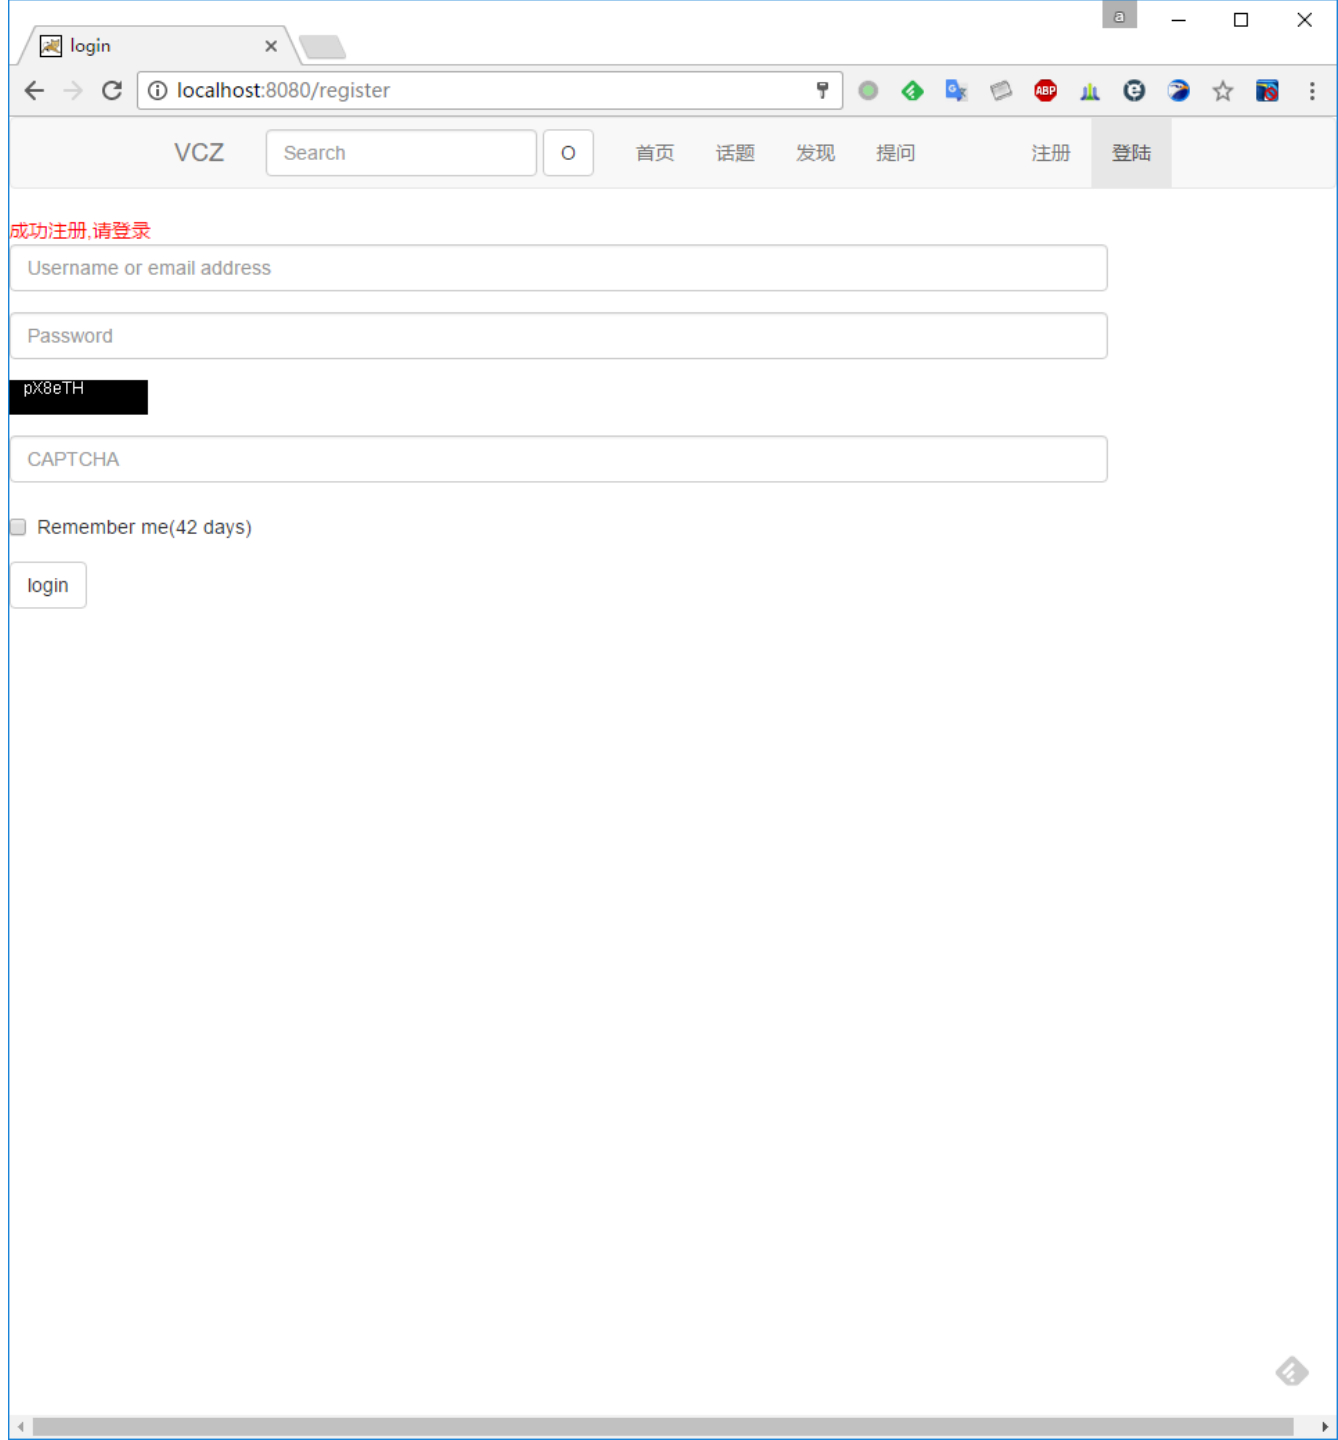 a
login
localhost:8080/register
ABP
VCZ Search O 首页 话题 发现 提问 注册 登陆
成功注册,请登录
Username or email address
Password
pX8eTH
CAPTCHA
Remember me(42 days)
login